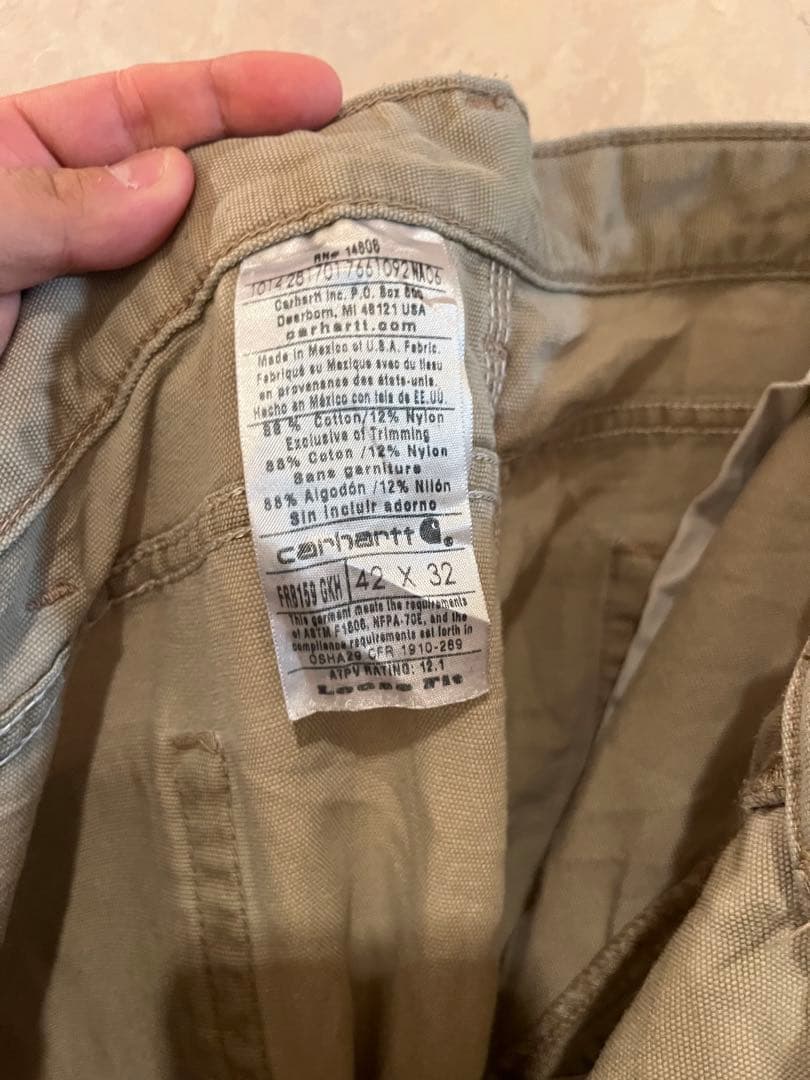 RN# 14806
10142817017661092NA06
Carhartt Inc. P.O. Box 600
Dearborn, MI 48121 USA
carhartt.com
Made in Mexico of U.S.A. Fabric.
Fabriqué au Mexique avec du tissu
en provenance des états-unis.
Hecho en México con tela de EE.UU.
88% Cotton/12% Nylon
Exclusive of Trimming
88% Coton /12% Nylon
Sans garniture
88% Algodón /12% Nilón
Sin incluir adorno
carhartt
FRB159 GKH 42 X 32
This garment meets the requirements
of ASTM F1506, NFPA-70E, and the
compliance requirements set forth in
OSHA29 CFR 1910-269
ATPV RATING: 12.1
Loose Fit